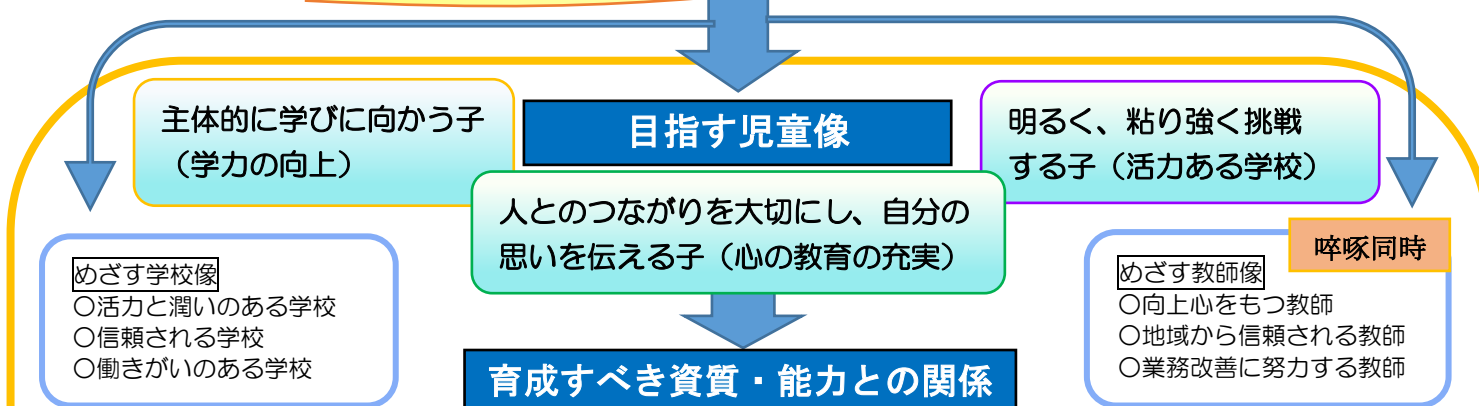 主体的に学びに向かう子
（学力の向上）
目指す児童像
明るく、粘り強く挑戦
する子（活力ある学校）
人とのつながりを大切にし、自分の
思いを伝える子（心の教育の充実）
めざす学校像
〇活力と潤いのある学校
〇信頼される学校
〇働きがいのある学校
啐啄同時
めざす教師像
〇向上心をもつ教師
〇地域から信頼される教師
〇業務改善に努力する教師
育成すべき資質・能力との関係